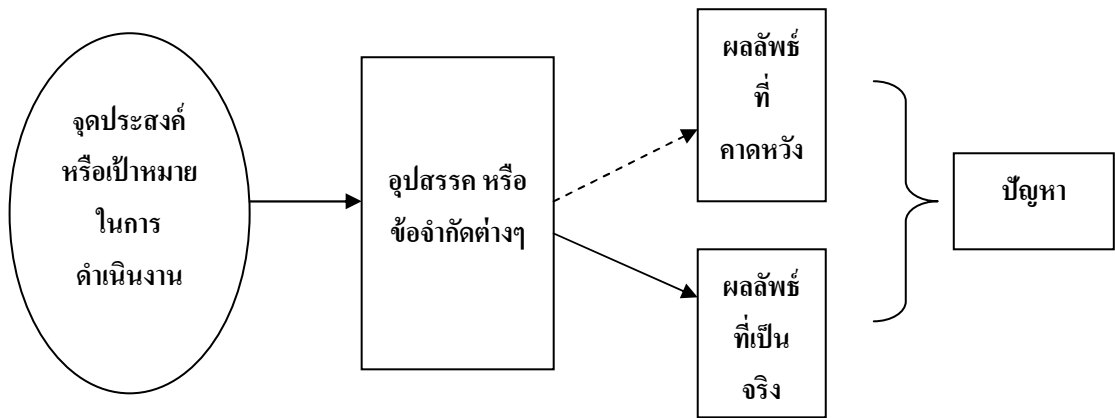 จุดประสงค์
หรือเป้าหมาย
ในการ
ดำเนินงาน
อุปสรรค หรือ
ข้อจำกัดต่างๆ
ผลลัพธ์
ที่
คาดหวัง
ผลลัพธ์
ที่เป็น
จริง
ปัญหา